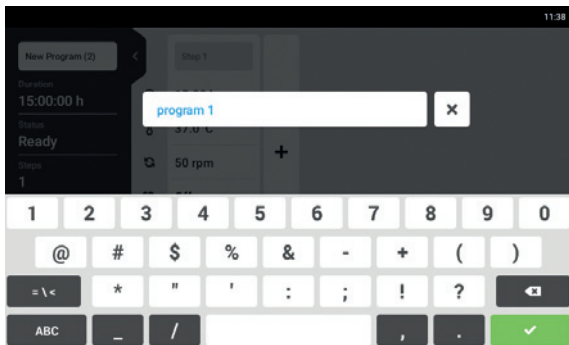 11:38
New Program (2)
Step 1
Duration
15:00:00 h
program 1
Status
Ready
37.0 °C
Steps
50 rpm
1
+
1 2 3 4 5 6 7 8 9 0
@ # $ % & - + ( )
= \ < * " ' : ; ! ?
ABC _ / , .